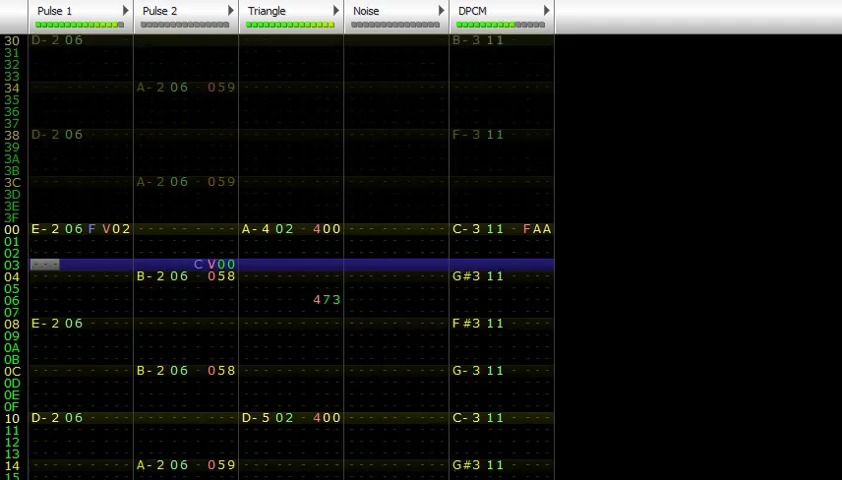 Pulse 1 Pulse 2 Triangle Noise DPCM
30 D-2 06 B-3 11
31
32
33
34 A-2 06 059
35
36
37
38 D-2 06 F-3 11
39
3A
3B
3C A-2 06 059
3D
3E
3F
00 E-2 06 F V02 A-4 02 400 C-3 11 FAA
01
02
03 C V00
04 B-2 06 058 G#3 11
05
06 473
07
08 E-2 06 F#3 11
09
0A
0B
0C B-2 06 058 G-3 11
0D
0E
0F
10 D-2 06 D-5 02 400 C-3 11
11
12
13
14 A-2 06 059 G#3 11
15